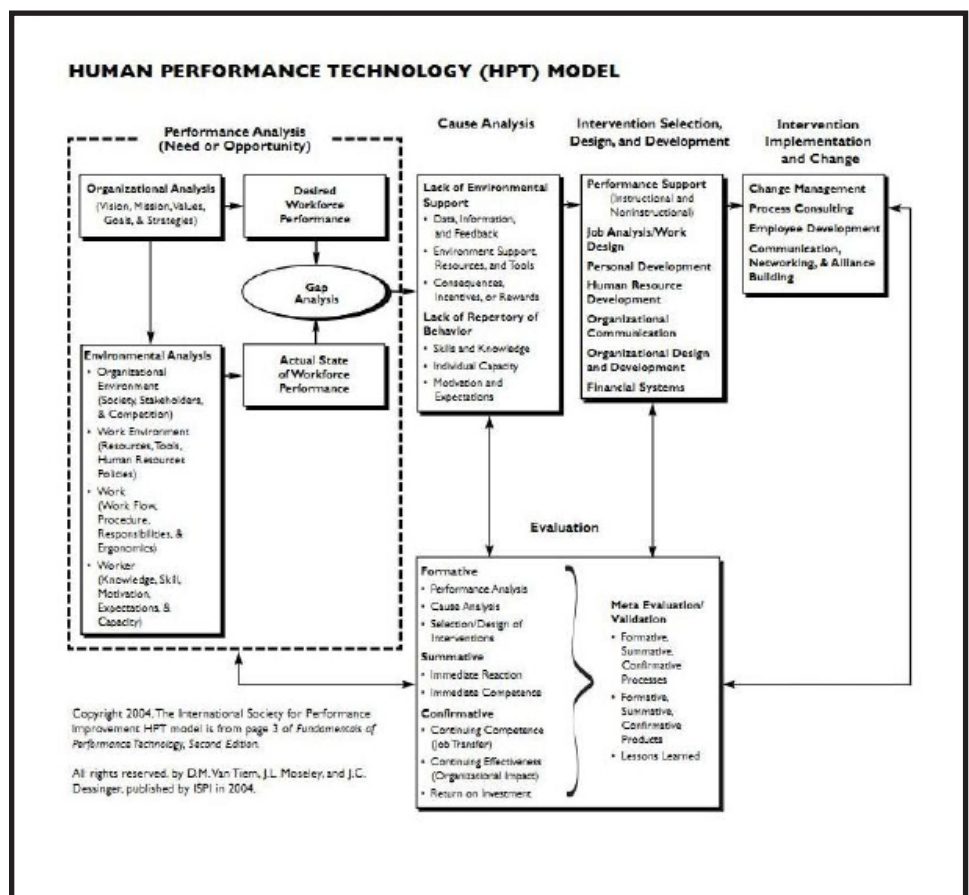 HUMAN PERFORMANCE TECHNOLOGY (HPT) MODEL
Performance Analysis
(Need or Opportunity)
Organizational Analysis
(Vision, Mission, Values,
Goals, & Strategies)
Desired
Workforce
Performance
Gap
Analysis
Environmental Analysis
• Organizational
Environment
(Society, Stakeholders,
& Competition)
• Work Environment
(Resources, Tools,
Human Resources
Policies)
• Work
(Work Flow,
Procedure,
Responsibilities, &
Ergonomics)
• Worker
(Knowledge, Skill,
Motivation,
Expectations, &
Capacity)
Actual State
of Workforce
Performance
Cause Analysis
Lack of Environmental
Support
• Data, Information,
and Feedback
• Environment Support,
Resources, and Tools
• Consequences,
Incentives, or Rewards
Lack of Repertory of
Behavior
• Skills and Knowledge
• Individual Capacity
• Motivation and
Expectations
Intervention Selection,
Design, and Development
Performance Support
(Instructional and
Noninstructional)
Job Analysis/Work
Design
Personal Development
Human Resource
Development
Organizational
Communication
Organizational Design
and Development
Financial Systems
Intervention
Implementation
and Change
Change Management
Process Consulting
Employee Development
Communication,
Networking, & Alliance
Building
Evaluation
Formative
• Performance Analysis
• Cause Analysis
• Selection/Design of
Interventions
Summative
• Immediate Reaction
• Immediate Competence
Confirmative
• Continuing Competence
(Job Transfer)
• Continuing Effectiveness
(Organizational Impact)
• Return on Investment
Meta Evaluation/
Validation
• Formative,
Summative,
Confirmative
Processes
• Formative,
Summative,
Confirmative
Products
• Lessons Learned
Copyright 2004. The International Society for Performance
Improvement HPT model is from page 3 of Fundamentals of
Performance Technology, Second Edition.
All rights reserved. by D.M. Van Tiem, J.L. Moseley, and J.C.
Dessinger, published by ISPI in 2004.